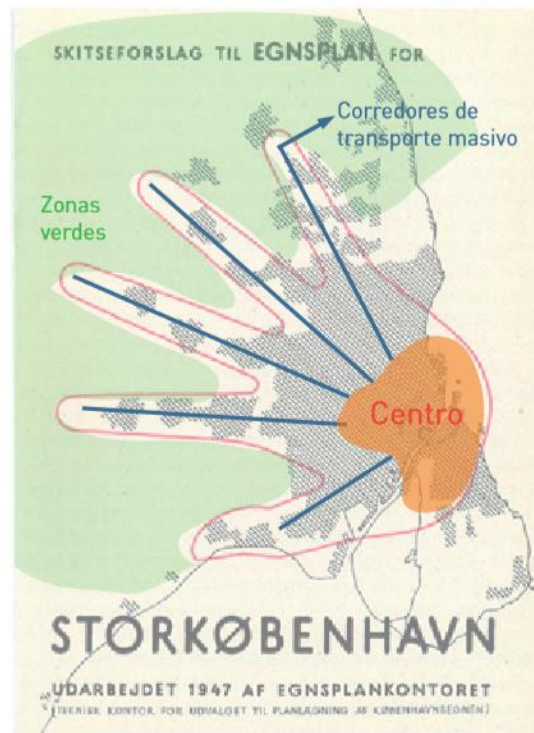 SKITSEFORSLAG TIL EGNSPLAN FOR
Corredores de
transporte masivo
Zonas
verdes
Centro
STORKØBENHAVN
UDARBEJDET 1947 AF EGNSPLANKONTORET
(TEKNISK KONTOR FOR UDVALGET TIL PLANLÆGNING AF KØBENHAVNSEGNEN)